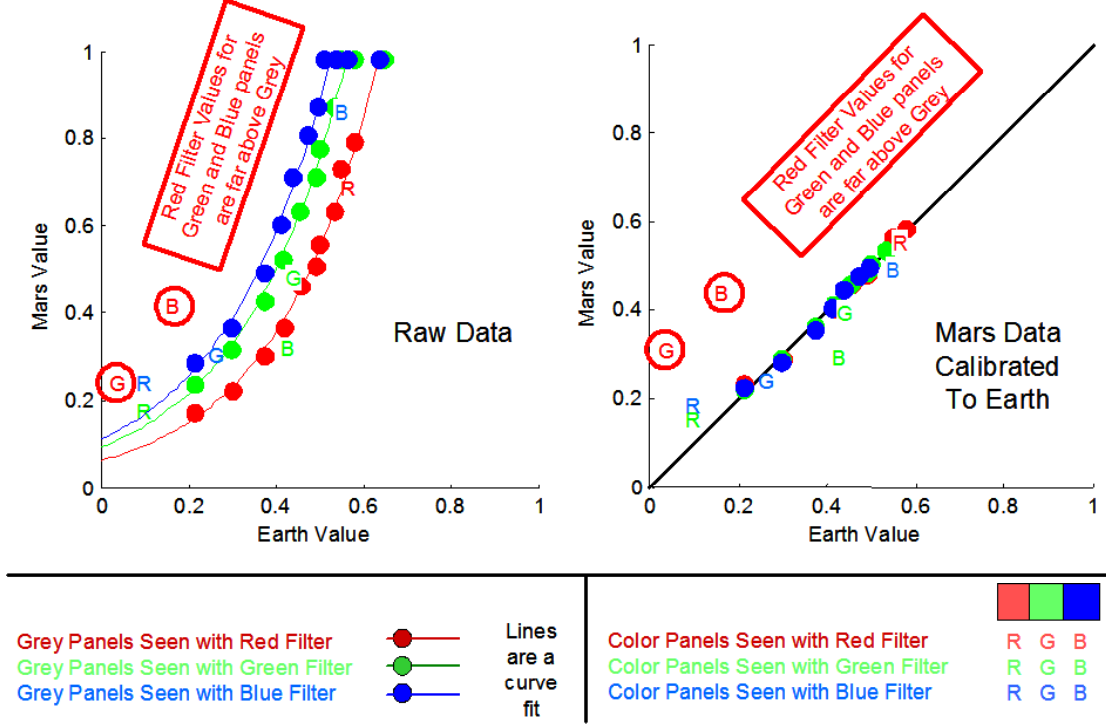 1
0.8
0.6
0.4
0.2
0
Mars Value
Red Filter Values for
Green and Blue panels
are far above Grey
B
G
R
R
G
B
G
B
R
Raw Data
0
0.2
0.4
0.6
0.8
1
Earth Value
1
0.8
0.6
0.4
0.2
0
Mars Value
Red Filter Values for
Green and Blue panels
are far above Grey
B
G
R
R
G
G
B
B
R
Mars Data
Calibrated
To Earth
0
0.2
0.4
0.6
0.8
1
Earth Value
Grey Panels Seen with Red Filter
Grey Panels Seen with Green Filter
Grey Panels Seen with Blue Filter
Lines
are a
curve
fit
Color Panels Seen with Red Filter R G B
Color Panels Seen with Green Filter R G B
Color Panels Seen with Blue Filter R G B